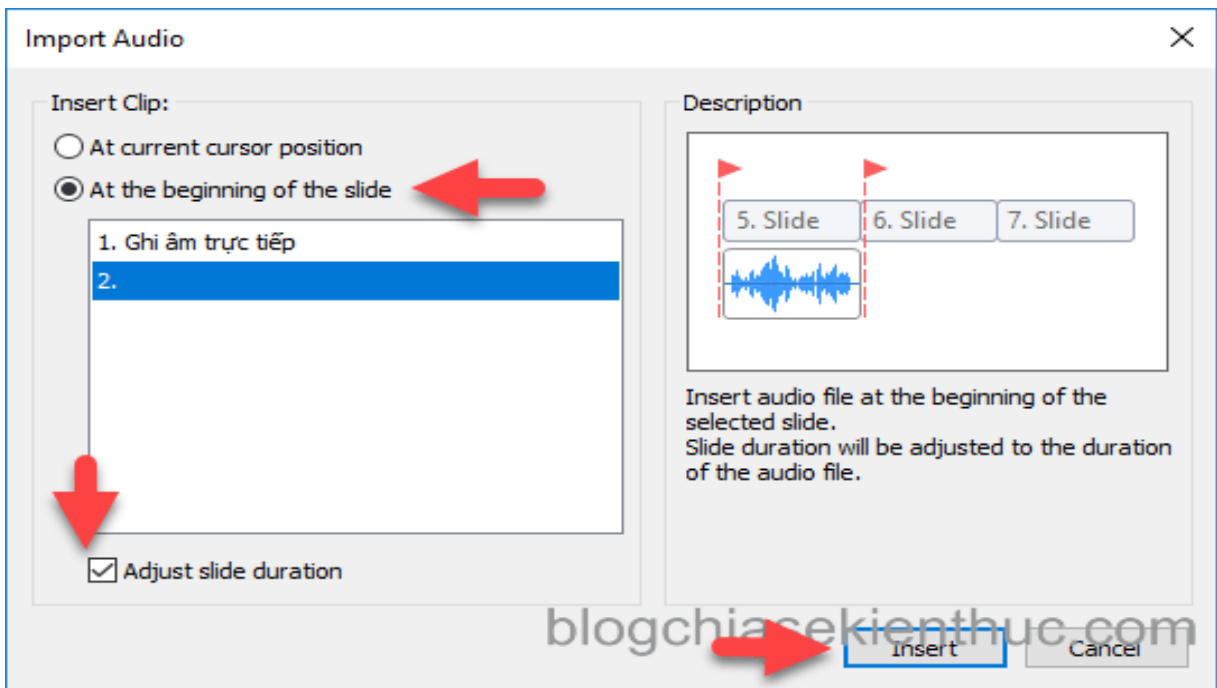 Import Audio
Insert Clip:
At current cursor position
At the beginning of the slide
1. Ghi âm trực tiếp
2.
Adjust slide duration
Description
5. Slide
6. Slide
7. Slide
Insert audio file at the beginning of the
selected slide.
Slide duration will be adjusted to the duration
of the audio file.
blogchiasekienthuc.com
Insert
Cancel